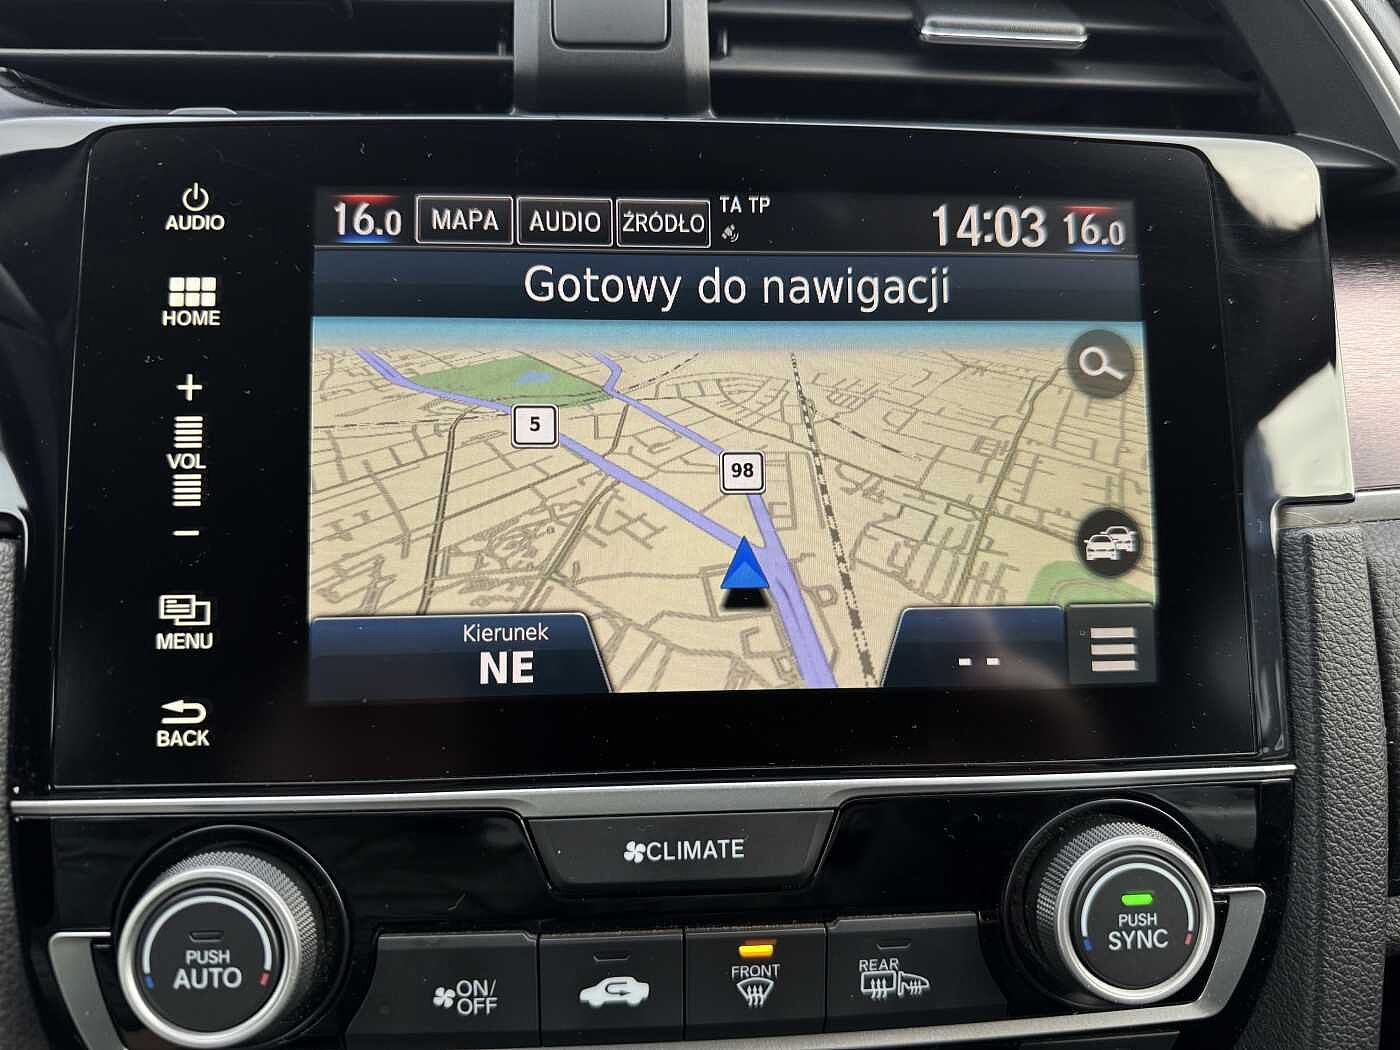 AUDIO
HOME
+
VOL
−
MENU
BACK
16.0 MAPA AUDIO ŹRÓDŁO TA TP 14:03 16.0
Gotowy do nawigacji
5
98
Kierunek
NE
--
CLIMATE
PUSH
AUTO
ON/
OFF
FRONT
REAR
PUSH
SYNC